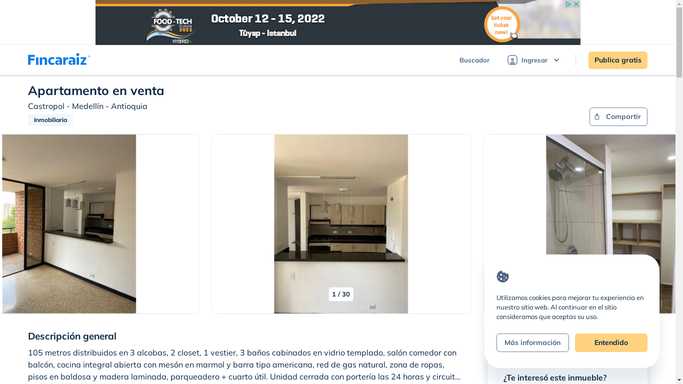 FOOD-TECH
October 12 - 15, 2022
Tüyap - Istanbul
Get your ticket now!
Fincaraiz
Buscador
Ingresar
Publica gratis
Apartamento en venta
Castropol - Medellín - Antioquia
Inmobiliaria
Compartir
1 / 30
Utilizamos cookies para mejorar tu experiencia en
nuestro sitio web. Al continuar en el sitio
consideramos que aceptas su uso.
Más información
Entendido
Descripción general
105 metros distribuidos en 3 alcobas, 2 closet, 1 vestier, 3 baños cabinados en vidrio templada, salón comedor con
balcón, cocina integral abierta con mesón en marmol y barra tipo americana, red de gas natural, zona de ropas,
pisos en baldosa y madera laminada, parqueadero + cuarto útil. Unidad cerrada con portería las 24 horas y circuit...
¿Te interesó este inmueble?